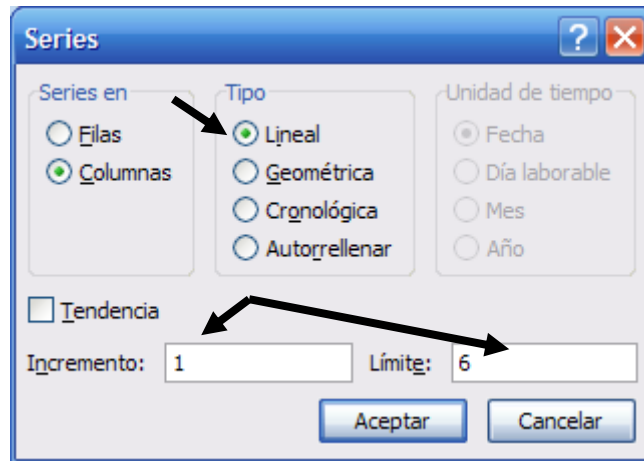 Series
Series en
Filas
Columnas
Tipo
Lineal
Geométrica
Cronológica
Autorrellenar
Unidad de tiempo
Fecha
Día laborable
Mes
Año
Tendencia
Incremento: 1
Límite: 6
Aceptar
Cancelar